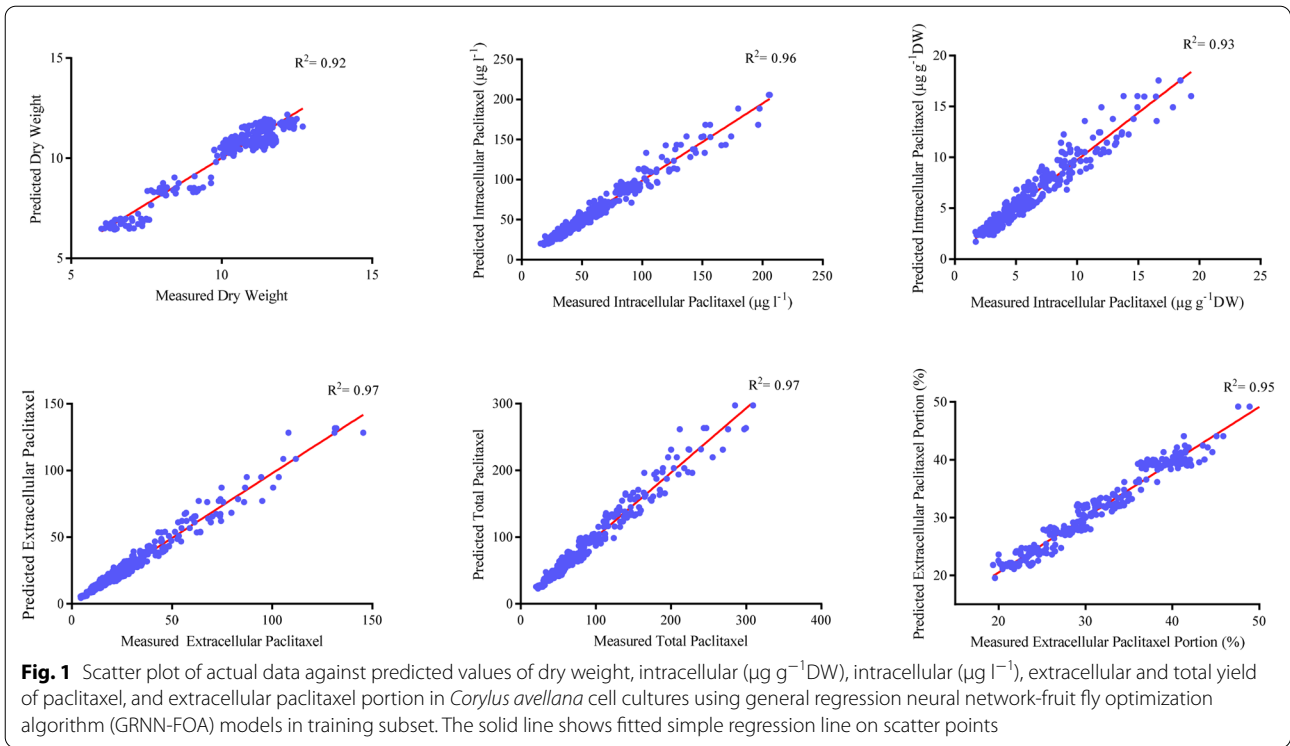 R²= 0.92
15
10
5
5
10
15
Predicted Dry Weight
Measured Dry Weight
R²= 0.96
250
200
150
100
50
0
0
50
100
150
200
250
Predicted Intracellular Paclitaxel (µg l⁻¹)
Measured Intracellular Paclitaxel (µg l⁻¹)
R²= 0.93
20
15
10
5
0
0
5
10
15
20
25
Predicted Intracellular Paclitaxel (µg g⁻¹DW)
Measured Intracellular Paclitaxel (µg g⁻¹DW)
R²= 0.97
150
100
50
0
0
50
100
150
Predicted Extracellular Paclitaxel
Measured Extracellular Paclitaxel
R²= 0.97
300
200
100
0
0
100
200
300
400
Predicted Total Paclitaxel
Measured Total Paclitaxel
R²= 0.95
50
40
30
20
20
30
40
50
Predicted Extracellular Paclitaxel Portion (%)
Measured Extracellular Paclitaxel Portion (%)
Fig. 1 Scatter plot of actual data against predicted values of dry weight, intracellular (µg g⁻¹DW), intracellular (µg l⁻¹), extracellular and total yield
of paclitaxel, and extracellular paclitaxel portion in Corylus avellana cell cultures using general regression neural network-fruit fly optimization
algorithm (GRNN-FOA) models in training subset. The solid line shows fitted simple regression line on scatter points